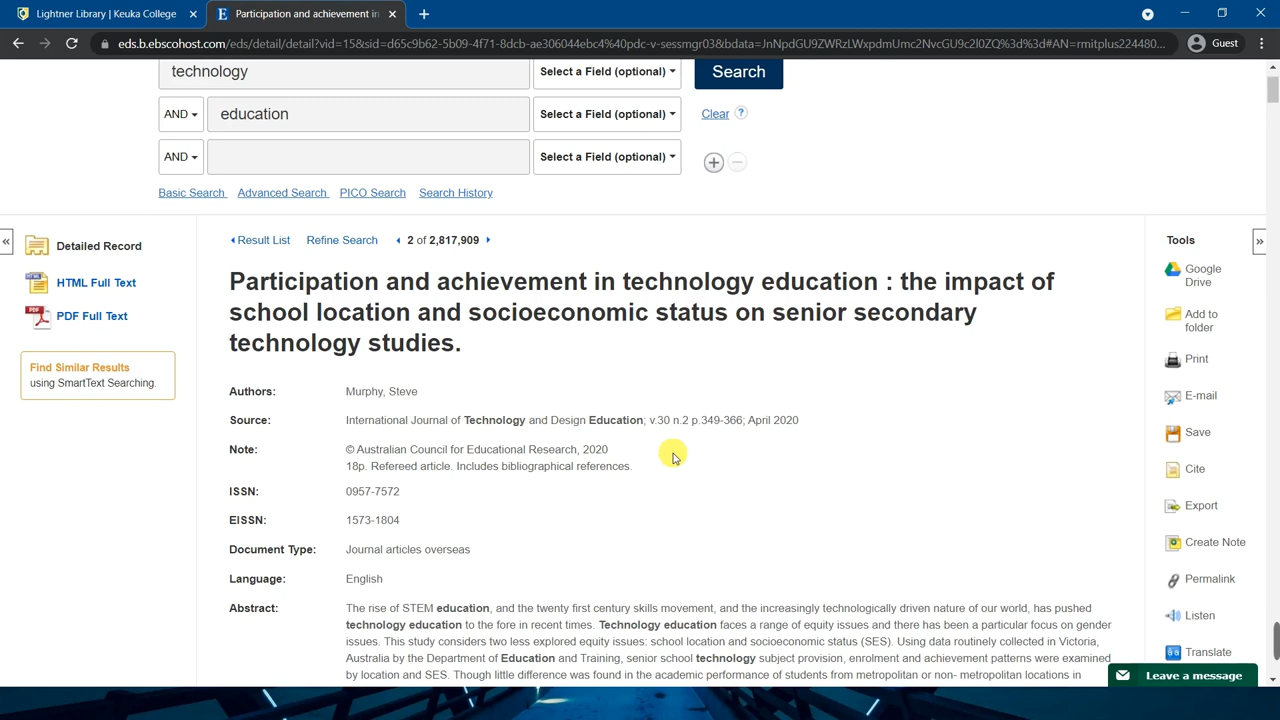 Lightner Library | Keuka College
Participation and achievement in
eds.b.ebscohost.com/eds/detail/detail?vid=15&sid=d65c9b62-5b09-4f71-8dcb-ae306044ebc4%40pdc-v-sessmgr03&bdata=JnNpdGU9ZWRzLWxpdmUmc2NvcGU9c2l0ZQ%3d%3d#AN=rmitplus224480...
Guest
technology
Select a Field (optional)
Search
AND
education
Select a Field (optional)
Clear
?
AND
Select a Field (optional)
Basic Search
Advanced Search
PICO Search
Search History
«
Detailed Record
HTML Full Text
PDF Full Text
Find Similar Results
using SmartText Searching.
Result List
Refine Search
2 of 2,817,909
Participation and achievement in technology education : the impact of
school location and socioeconomic status on senior secondary
technology studies.
Authors: Murphy, Steve
Source: International Journal of Technology and Design Education; v.30 n.2 p.349-366; April 2020
Note: © Australian Council for Educational Research, 2020
18p. Refereed article. Includes bibliographical references.
ISSN: 0957-7572
EISSN: 1573-1804
Document Type: Journal articles overseas
Language: English
Abstract: The rise of STEM education, and the twenty first century skills movement, and the increasingly technologically driven nature of our world, has pushed
technology education to the fore in recent times. Technology education faces a range of equity issues and there has been a particular focus on gender
issues. This study considers two less explored equity issues: school location and socioeconomic status (SES). Using data routinely collected in Victoria,
Australia by the Department of Education and Training, senior school technology subject provision, enrolment and achievement patterns were examined
by location and SES. Though little difference was found in the academic performance of students from metropolitan or non- metropolitan locations in
Tools
»
Google
Drive
Add to
folder
Print
E-mail
Save
Cite
Export
Create Note
Permalink
Listen
Translate
Leave a message